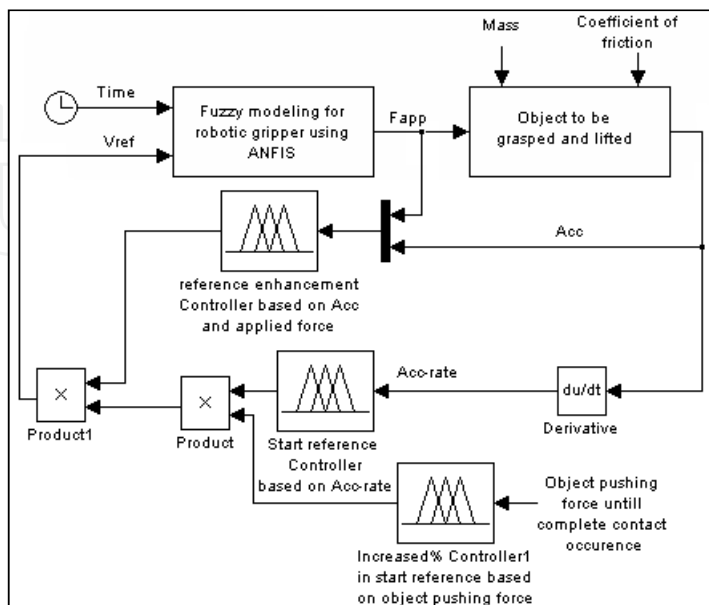 Mass
Coefficient of
friction
Time
Vref
Fuzzy modeling for
robotic gripper using
ANFIS
Fapp
Object to be
grasped and lifted
Acc
reference enhancement
Controller based on Acc
and applied force
×
Product1
×
Product
Start reference
Controller
based on Acc-rate
Acc-rate
du/dt
Derivative
Object pushing
force untill
complete contact
occurence
Increased% Controller1
in start reference based
on object pushing force